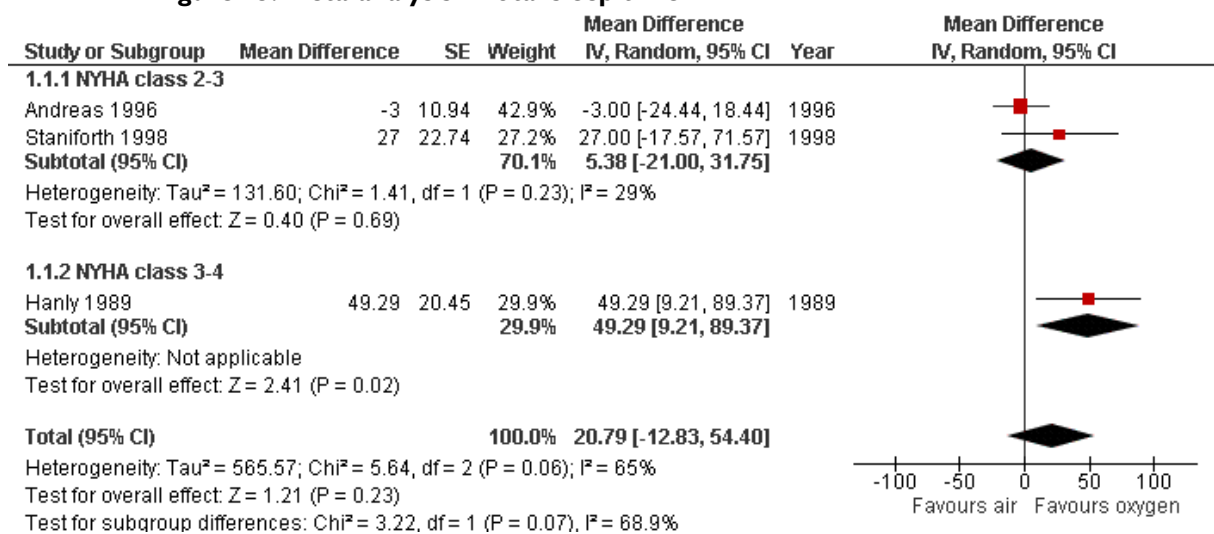 Mean Difference Mean Difference
Study or Subgroup Mean Difference SE Weight IV, Random, 95% CI Year IV, Random, 95% CI
1.1.1 NYHA class 2-3
Andreas 1996 -3 10.94 42.9% -3.00 [-24.44, 18.44] 1996
Staniforth 1998 27 22.74 27.2% 27.00 [-17.57, 71.57] 1998
Subtotal (95% CI) 70.1% 5.38 [-21.00, 31.75]
Heterogeneity: Tau² = 131.60; Chi² = 1.41, df = 1 (P = 0.23); I² = 29%
Test for overall effect: Z = 0.40 (P = 0.69)
1.1.2 NYHA class 3-4
Hanly 1989 49.29 20.45 29.9% 49.29 [9.21, 89.37] 1989
Subtotal (95% CI) 29.9% 49.29 [9.21, 89.37]
Heterogeneity: Not applicable
Test for overall effect: Z = 2.41 (P = 0.02)
Total (95% CI) 100.0% 20.79 [-12.83, 54.40]
Heterogeneity: Tau² = 565.57; Chi² = 5.64, df = 2 (P = 0.06); I² = 65%
Test for overall effect: Z = 1.21 (P = 0.23)
Test for subgroup differences: Chi² = 3.22, df = 1 (P = 0.07), I² = 68.9%
-100 -50 0 50 100
Favours air Favours oxygen